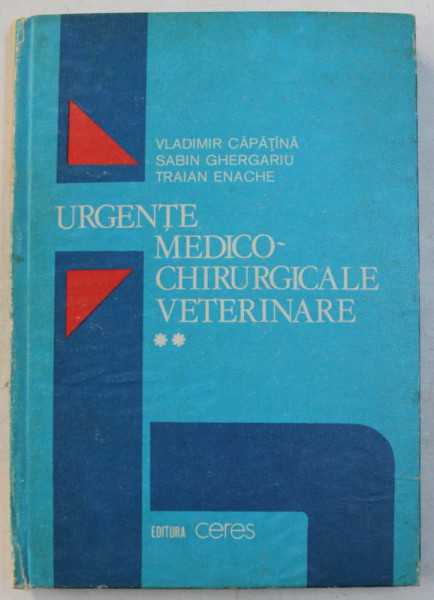 VLADIMIR CĂPĂȚÎNĂ
SABIN GHERGARIU
TRAIAN ENACHE
URGENȚE
MEDICO-
CHIRURGICALE
VETERINARE
**
EDITURA ceres